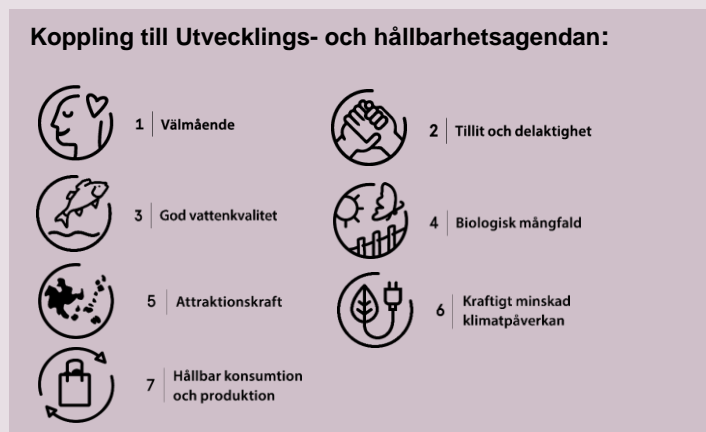 Koppling till Utvecklings- och hållbarhetsagendan:
1 Välmående
2 Tillit och delaktighet
3 God vattenkvalitet
4 Biologisk mångfald
5 Attraktionskraft
6 Kraftigt minskad
klimatpåverkan
7 Hållbar konsumtion
och produktion